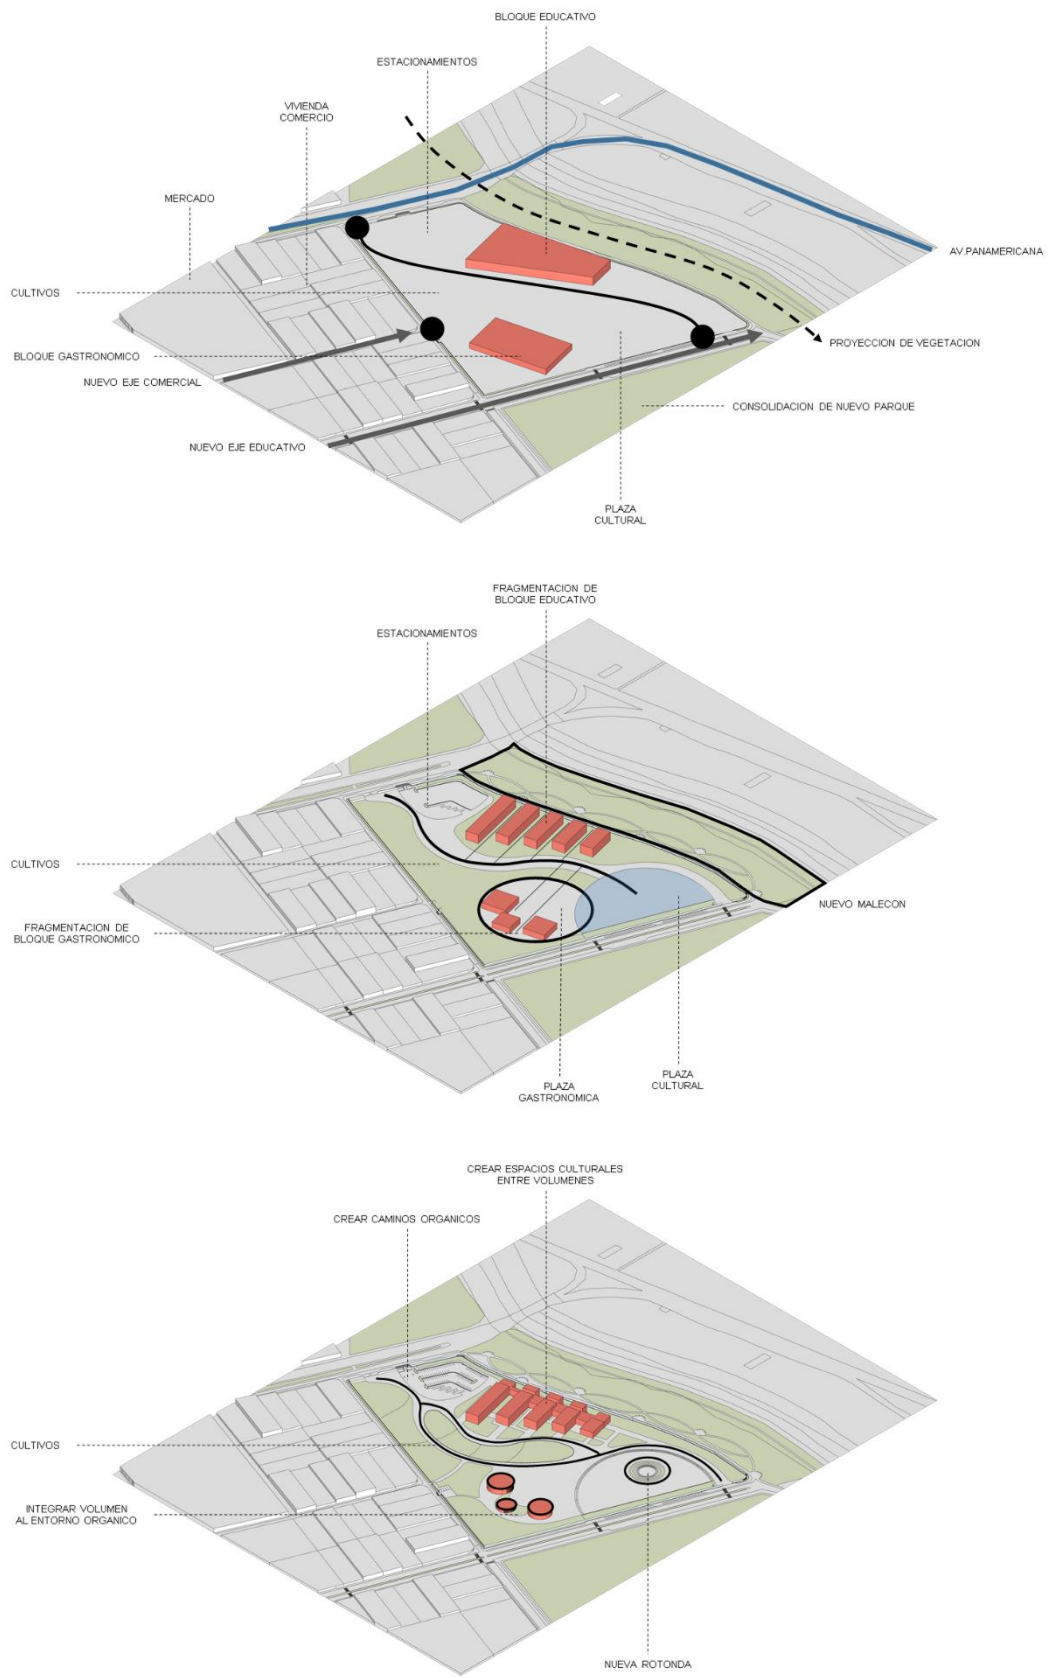 BLOQUE EDUCATIVO
ESTACIONAMIENTOS
VIVIENDA
COMERCIO
MERCADO
AV.PANAMERICANA
CULTIVOS
PROYECCION DE VEGETACION
BLOQUE GASTRONOMICO
NUEVO EJE COMERCIAL
CONSOLIDACION DE NUEVO PARQUE
NUEVO EJE EDUCATIVO
PLAZA
CULTURAL
FRAGMENTACION DE
BLOQUE EDUCATIVO
ESTACIONAMIENTOS
CULTIVOS
NUEVO MALECON
FRAGMENTACION DE
BLOQUE GASTRONOMICO
PLAZA
CULTURAL
PLAZA
GASTRONOMICA
CREAR ESPACIOS CULTURALES
ENTRE VOLUMENES
CREAR CAMINOS ORGANICOS
CULTIVOS
INTEGRAR VOLUMEN
AL ENTORNO ORGANICO
NUEVA ROTONDA